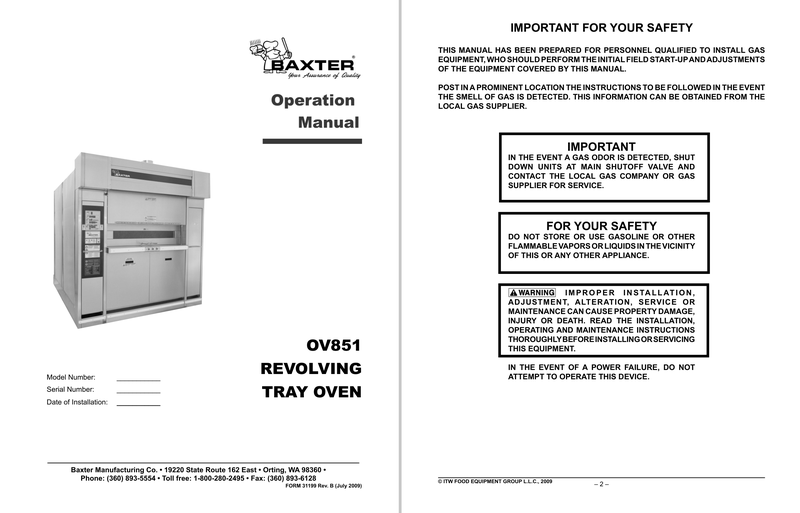 BAXTER®
Your Assurance of Quality
Operation
Manual
BAXTER
OV851
REVOLVING
TRAY OVEN
Model Number:
Serial Number:
Date of Installation:
Baxter Manufacturing Co. • 19220 State Route 162 East • Orting, WA 98360 •
Phone: (360) 893-5554 • Toll free: 1-800-280-2495 • Fax: (360) 893-6128
FORM 31199 Rev. B (July 2009)
IMPORTANT FOR YOUR SAFETY
THIS MANUAL HAS BEEN PREPARED FOR PERSONNEL QUALIFIED TO INSTALL GAS
EQUIPMENT, WHO SHOULD PERFORM THE INITIAL FIELD START-UP AND ADJUSTMENTS
OF THE EQUIPMENT COVERED BY THIS MANUAL.
POST IN A PROMINENT LOCATION THE INSTRUCTIONS TO BE FOLLOWED IN THE EVENT
THE SMELL OF GAS IS DETECTED. THIS INFORMATION CAN BE OBTAINED FROM THE
LOCAL GAS SUPPLIER.
IMPORTANT
IN THE EVENT A GAS ODOR IS DETECTED, SHUT
DOWN UNITS AT MAIN SHUTOFF VALVE AND
CONTACT THE LOCAL GAS COMPANY OR GAS
SUPPLIER FOR SERVICE.
FOR YOUR SAFETY
DO NOT STORE OR USE GASOLINE OR OTHER
FLAMMABLE VAPORS OR LIQUIDS IN THE VICINITY
OF THIS OR ANY OTHER APPLIANCE.
WARNING IMPROPER INSTALLATION,
ADJUSTMENT, ALTERATION, SERVICE OR
MAINTENANCE CAN CAUSE PROPERTY DAMAGE,
INJURY OR DEATH. READ THE INSTALLATION,
OPERATING AND MAINTENANCE INSTRUCTIONS
THOROUGHLY BEFORE INSTALLING OR SERVICING
THIS EQUIPMENT.
IN THE EVENT OF A POWER FAILURE, DO NOT
ATTEMPT TO OPERATE THIS DEVICE.
© ITW FOOD EQUIPMENT GROUP L.L.C., 2009
– 2 –